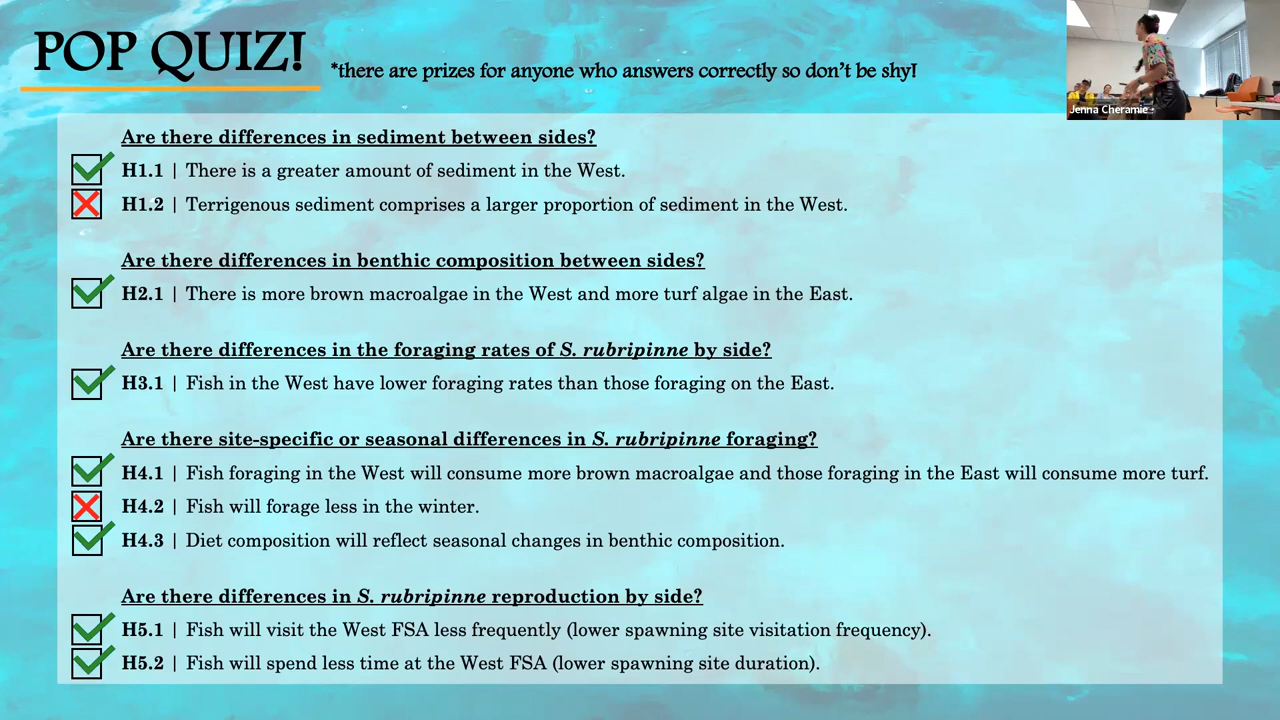 POP QUIZ!
*there are prizes for anyone who answers correctly so don't be shy!
Jenna Cheramie
Are there differences in sediment between sides?
H1.1 | There is a greater amount of sediment in the West.
H1.2 | Terrigenous sediment comprises a larger proportion of sediment in the West.
Are there differences in benthic composition between sides?
H2.1 | There is more brown macroalgae in the West and more turf algae in the East.
Are there differences in the foraging rates of S. rubripinne by side?
H3.1 | Fish in the West have lower foraging rates than those foraging on the East.
Are there site-specific or seasonal differences in S. rubripinne foraging?
H4.1 | Fish foraging in the West will consume more brown macroalgae and those foraging in the East will consume more turf.
H4.2 | Fish will forage less in the winter.
H4.3 | Diet composition will reflect seasonal changes in benthic composition.
Are there differences in S. rubripinne reproduction by side?
H5.1 | Fish will visit the West FSA less frequently (lower spawning site visitation frequency).
H5.2 | Fish will spend less time at the West FSA (lower spawning site duration).